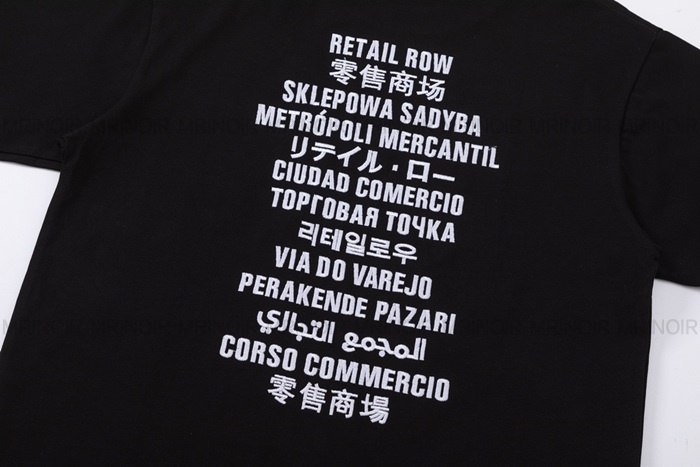 RETAIL ROW
零售商场
SKLEPOWA SADYBA
METRÓPOLI MERCANTIL
リテイル・ロー
CIUDAD COMERCIO
ТОРГОВАЯ ТОЧКА
리테일로우
VIA DO VAREJO
PERAKENDE PAZARI
المجمع التجاري
CORSO COMMERCIO
零售商場